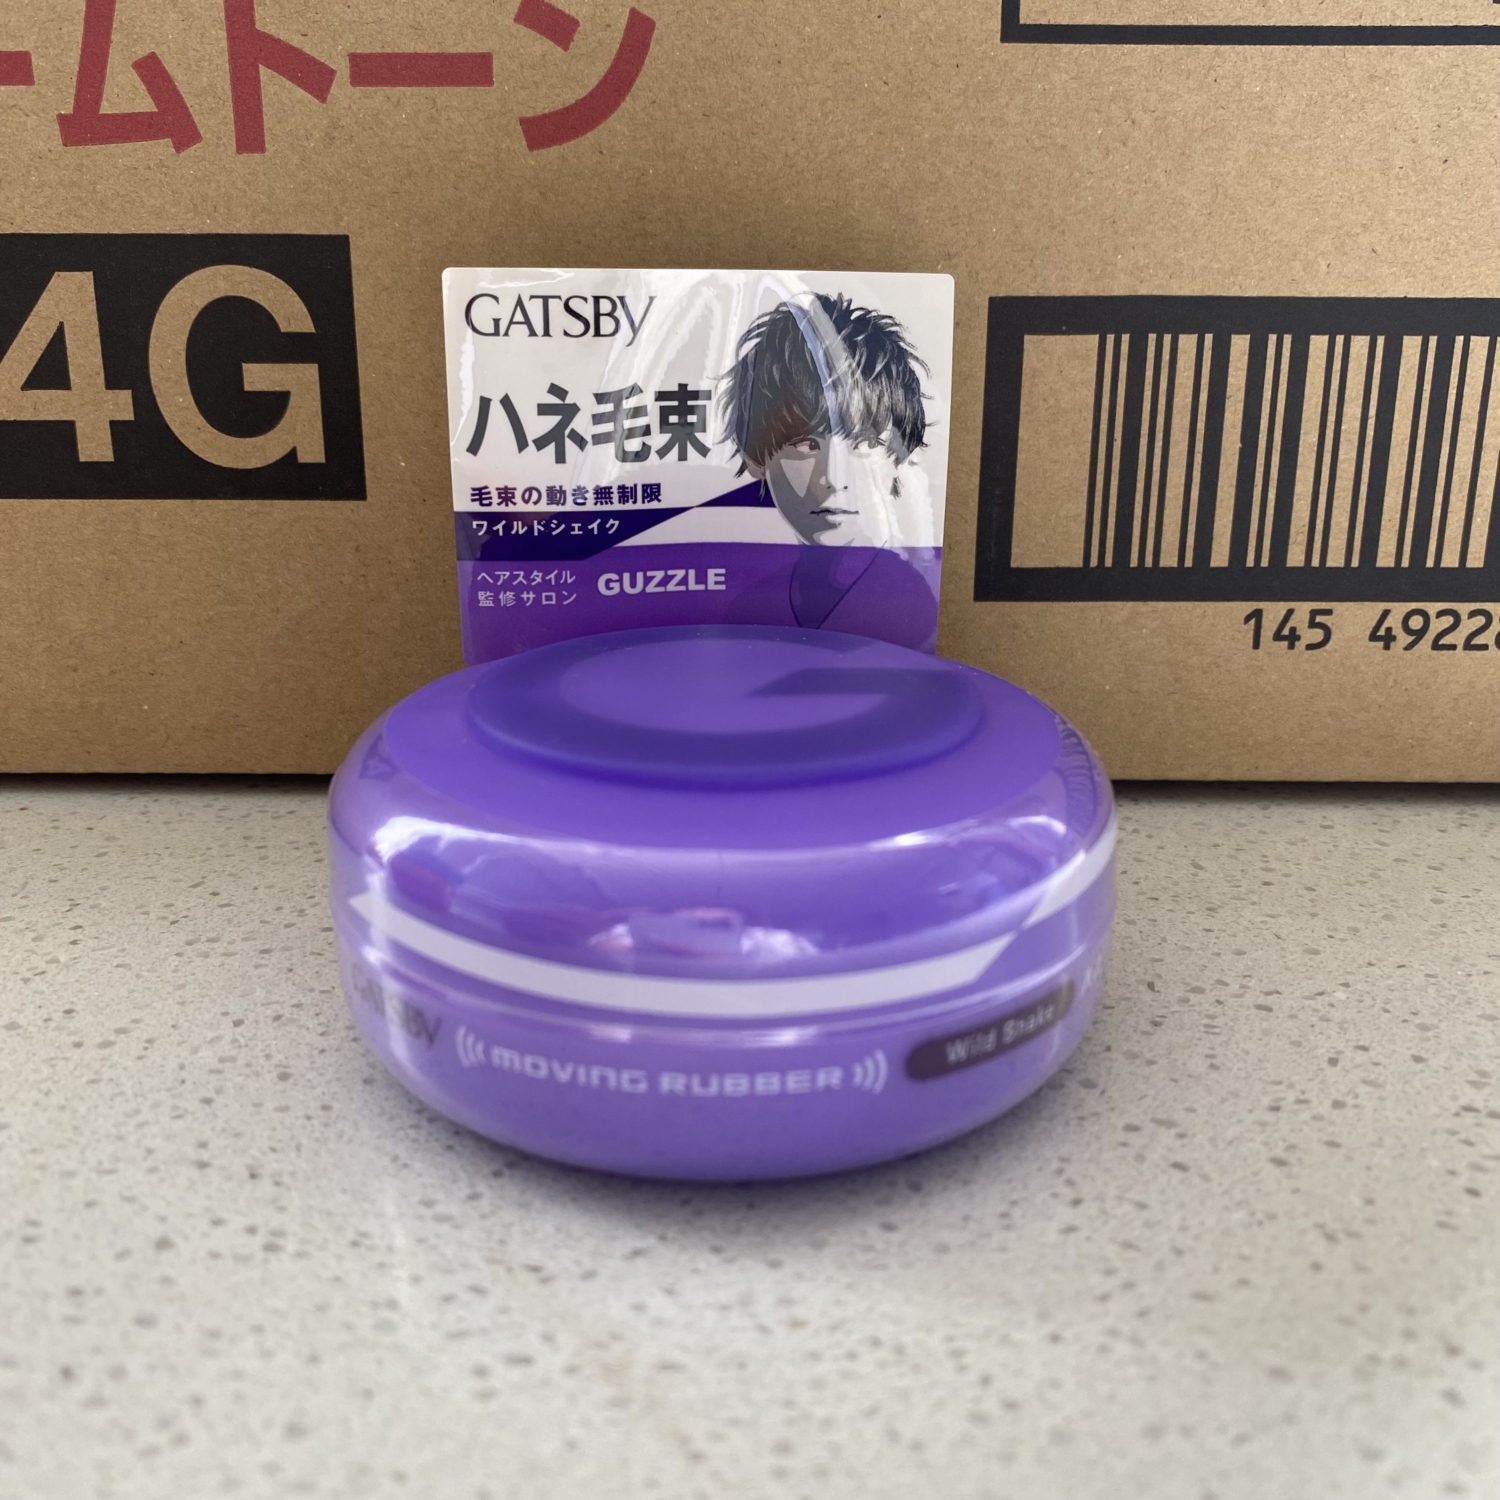 ームトーン
4G
GATSBY
ハネ毛束
毛束の動き無制限
ワイルドシェイク
ヘアスタイル
監修サロン
GUZZLE
145 4922
GATSBY
MOVING RUBBER
Wild Shake